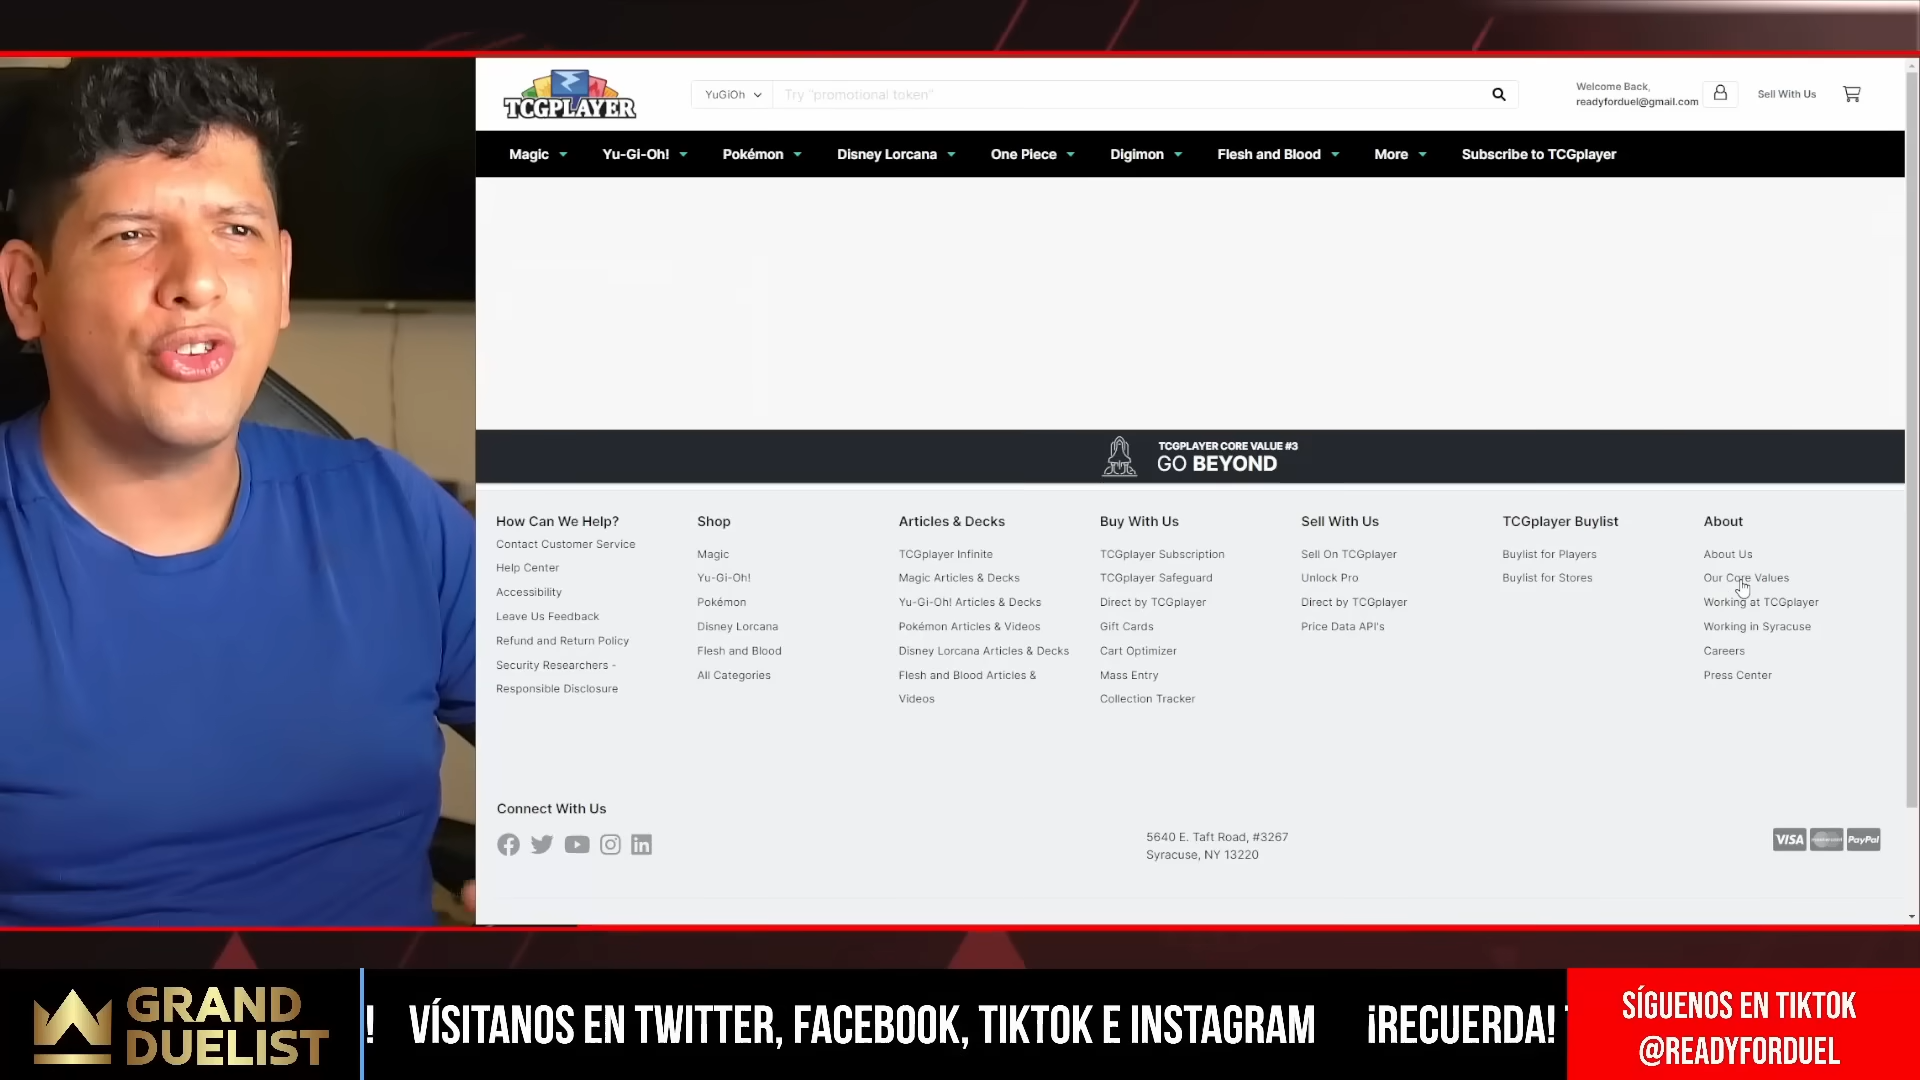 TCGPLAYER
YuGiOh
Try "promotional token"
Welcome Back,
readyforduel@gmail.com
Sell With Us
Magic
Yu-Gi-Oh!
Pokémon
Disney Lorcana
One Piece
Digimon
Flesh and Blood
More
Subscribe to TCGplayer
TCGPLAYER CORE VALUE #3
GO BEYOND
How Can We Help?
Contact Customer Service
Help Center
Accessibility
Leave Us Feedback
Refund and Return Policy
Security Researchers -
Responsible Disclosure
Shop
Magic
Yu-Gi-Oh!
Pokémon
Disney Lorcana
Flesh and Blood
All Categories
Articles & Decks
TCGplayer Infinite
Magic Articles & Decks
Yu-Gi-Oh! Articles & Decks
Pokémon Articles & Videos
Disney Lorcana Articles & Decks
Flesh and Blood Articles &
Videos
Buy With Us
TCGplayer Subscription
TCGplayer Safeguard
Direct by TCGplayer
Gift Cards
Cart Optimizer
Mass Entry
Collection Tracker
Sell With Us
Sell On TCGplayer
Unlock Pro
Direct by TCGplayer
Price Data API's
TCGplayer Buylist
Buylist for Players
Buylist for Stores
About
About Us
Our Core Values
Working at TCGplayer
Working in Syracuse
Careers
Press Center
Connect With Us
5640 E. Taft Road, #3267
Syracuse, NY 13220
VISA
PayPal
GRAND
DUELIST
! VÍSITANOS EN TWITTER, FACEBOOK, TIKTOK E INSTAGRAM ¡RECUERDA!
SÍGUENOS EN TIKTOK
@READYFORDUEL